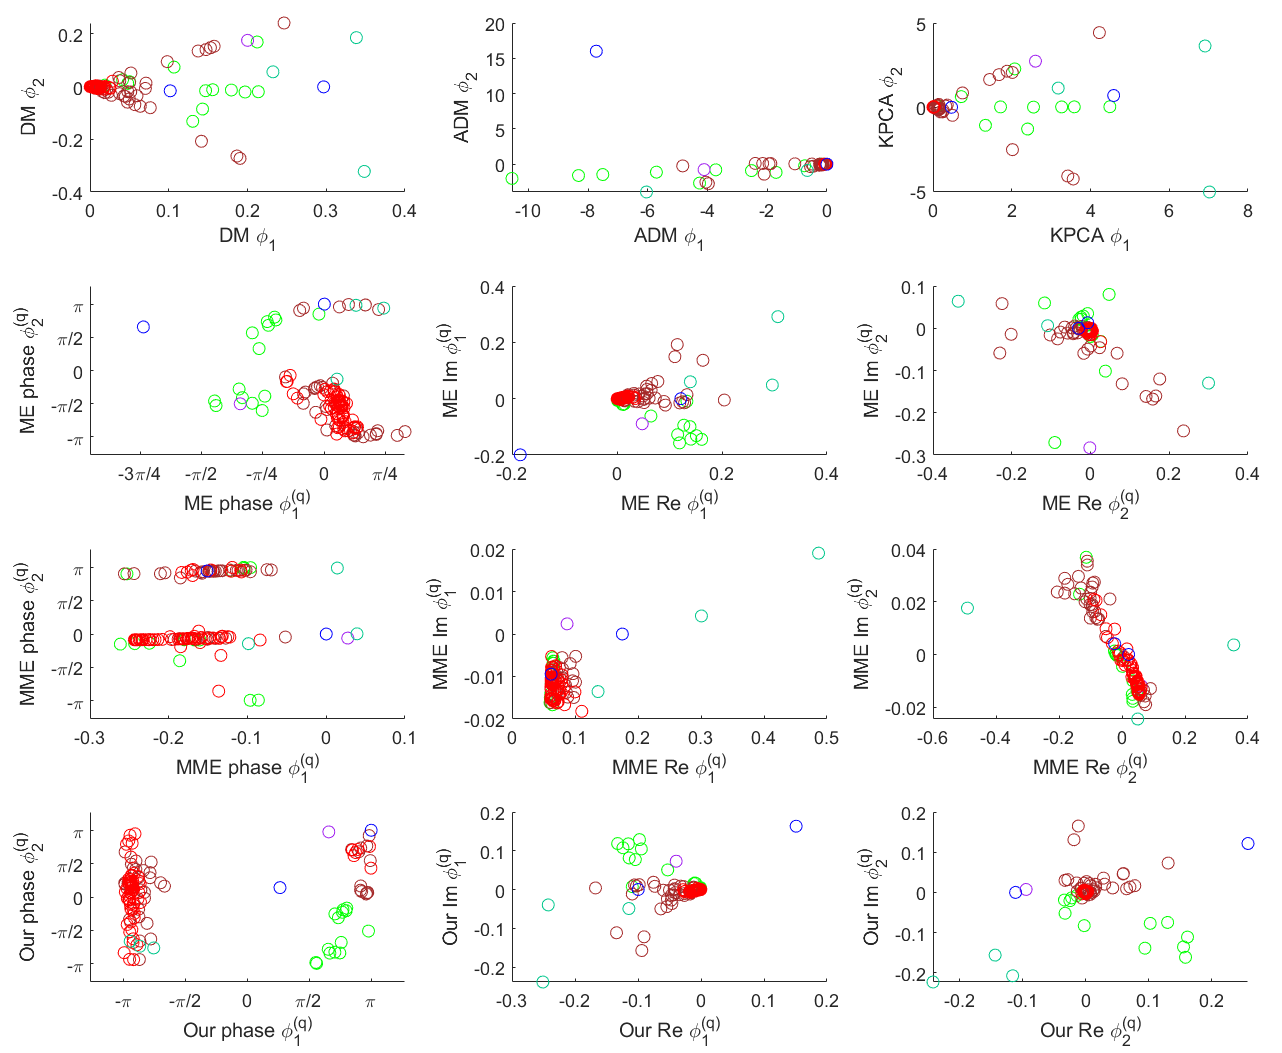 0.2
0
-0.2
-0.4
DM ϕ2
0 0.1 0.2 0.3 0.4
DM ϕ1
20
15
10
5
0
ADM ϕ2
-10 -8 -6 -4 -2 0
ADM ϕ1
5
0
-5
KPCA ϕ2
0 2 4 6 8
KPCA ϕ1
π
π/2
0
-π/2
-π
ME phase ϕ2(q)
-3π/4 -π/2 -π/4 0 π/4
ME phase ϕ1(q)
0.4
0.2
0
-0.2
ME Im ϕ1(q)
-0.2 0 0.2 0.4
ME Re ϕ1(q)
0.1
0
-0.1
-0.2
-0.3
ME Im ϕ2(q)
-0.4 -0.2 0 0.2 0.4
ME Re ϕ2(q)
π
π/2
0
-π/2
-π
MME phase ϕ2(q)
-0.3 -0.2 -0.1 0 0.1
MME phase ϕ1(q)
0.02
0.01
0
-0.01
-0.02
MME Im ϕ1(q)
0 0.1 0.2 0.3 0.4 0.5
MME Re ϕ1(q)
0.04
0.02
0
-0.02
MME Im ϕ2(q)
-0.6 -0.4 -0.2 0 0.2 0.4
MME Re ϕ2(q)
π
π/2
0
-π/2
-π
Our phase ϕ2(q)
-π -π/2 0 π/2 π
Our phase ϕ1(q)
0.2
0.1
0
-0.1
-0.2
Our Im ϕ1(q)
-0.3 -0.2 -0.1 0 0.1 0.2
Our Re ϕ1(q)
0.2
0.1
0
-0.1
-0.2
Our Im ϕ2(q)
-0.2 -0.1 0 0.1 0.2
Our Re ϕ2(q)